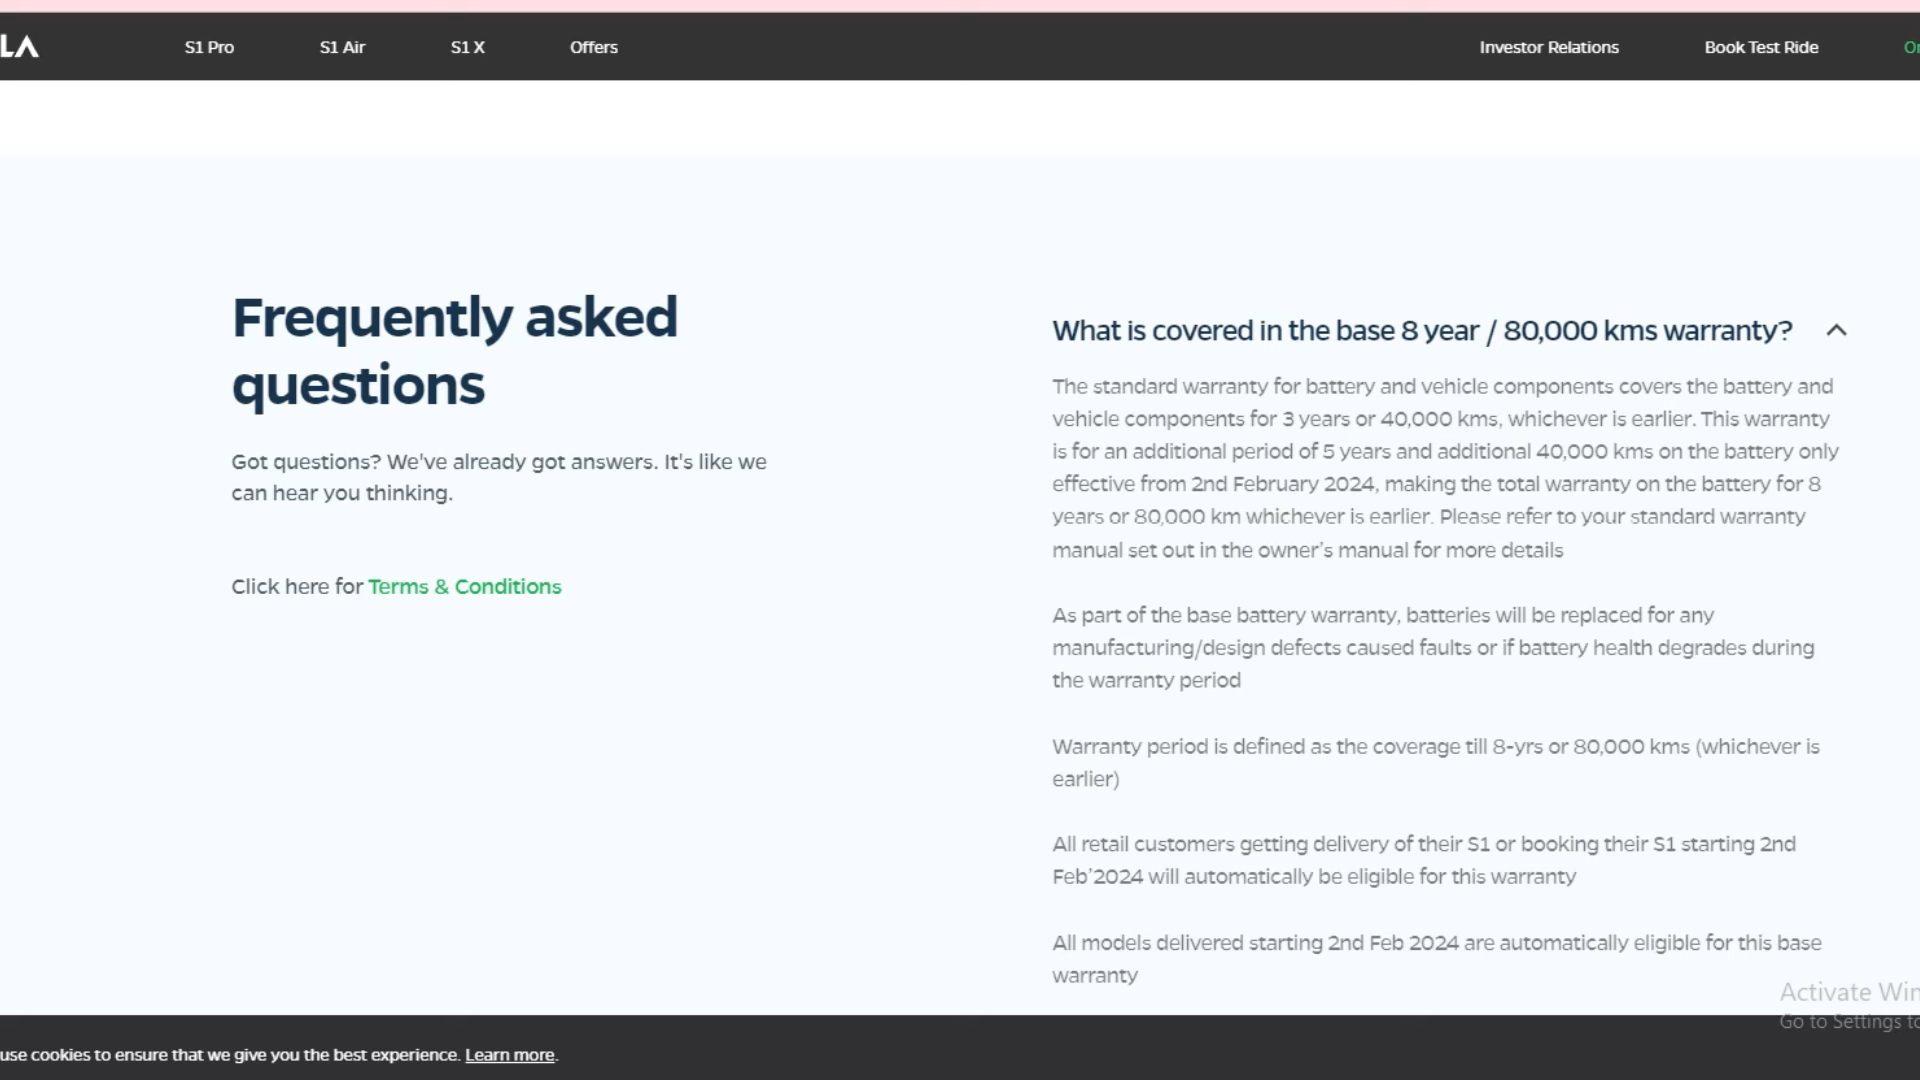 LA
S1 Pro
S1 Air
S1 X
Offers
Investor Relations
Book Test Ride
Frequently asked
questions
Got questions? We've already got answers. It's like we
can hear you thinking.
Click here for Terms & Conditions
What is covered in the base 8 year / 80,000 kms warranty?
The standard warranty for battery and vehicle components covers the battery and
vehicle components for 3 years or 40,000 kms, whichever is earlier. This warranty
is for an additional period of 5 years and additional 40,000 kms on the battery only
effective from 2nd February 2024, making the total warranty on the battery for 8
years or 80,000 km whichever is earlier. Please refer to your standard warranty
manual set out in the owner’s manual for more details
As part of the base battery warranty, batteries will be replaced for any
manufacturing/design defects caused faults or if battery health degrades during
the warranty period
Warranty period is defined as the coverage till 8-yrs or 80,000 kms (whichever is
earlier)
All retail customers getting delivery of their S1 or booking their S1 starting 2nd
Feb’2024 will automatically be eligible for this warranty
All models delivered starting 2nd Feb 2024 are automatically eligible for this base
warranty
Activate Win
Go to Settings to
use cookies to ensure that we give you the best experience. Learn more.